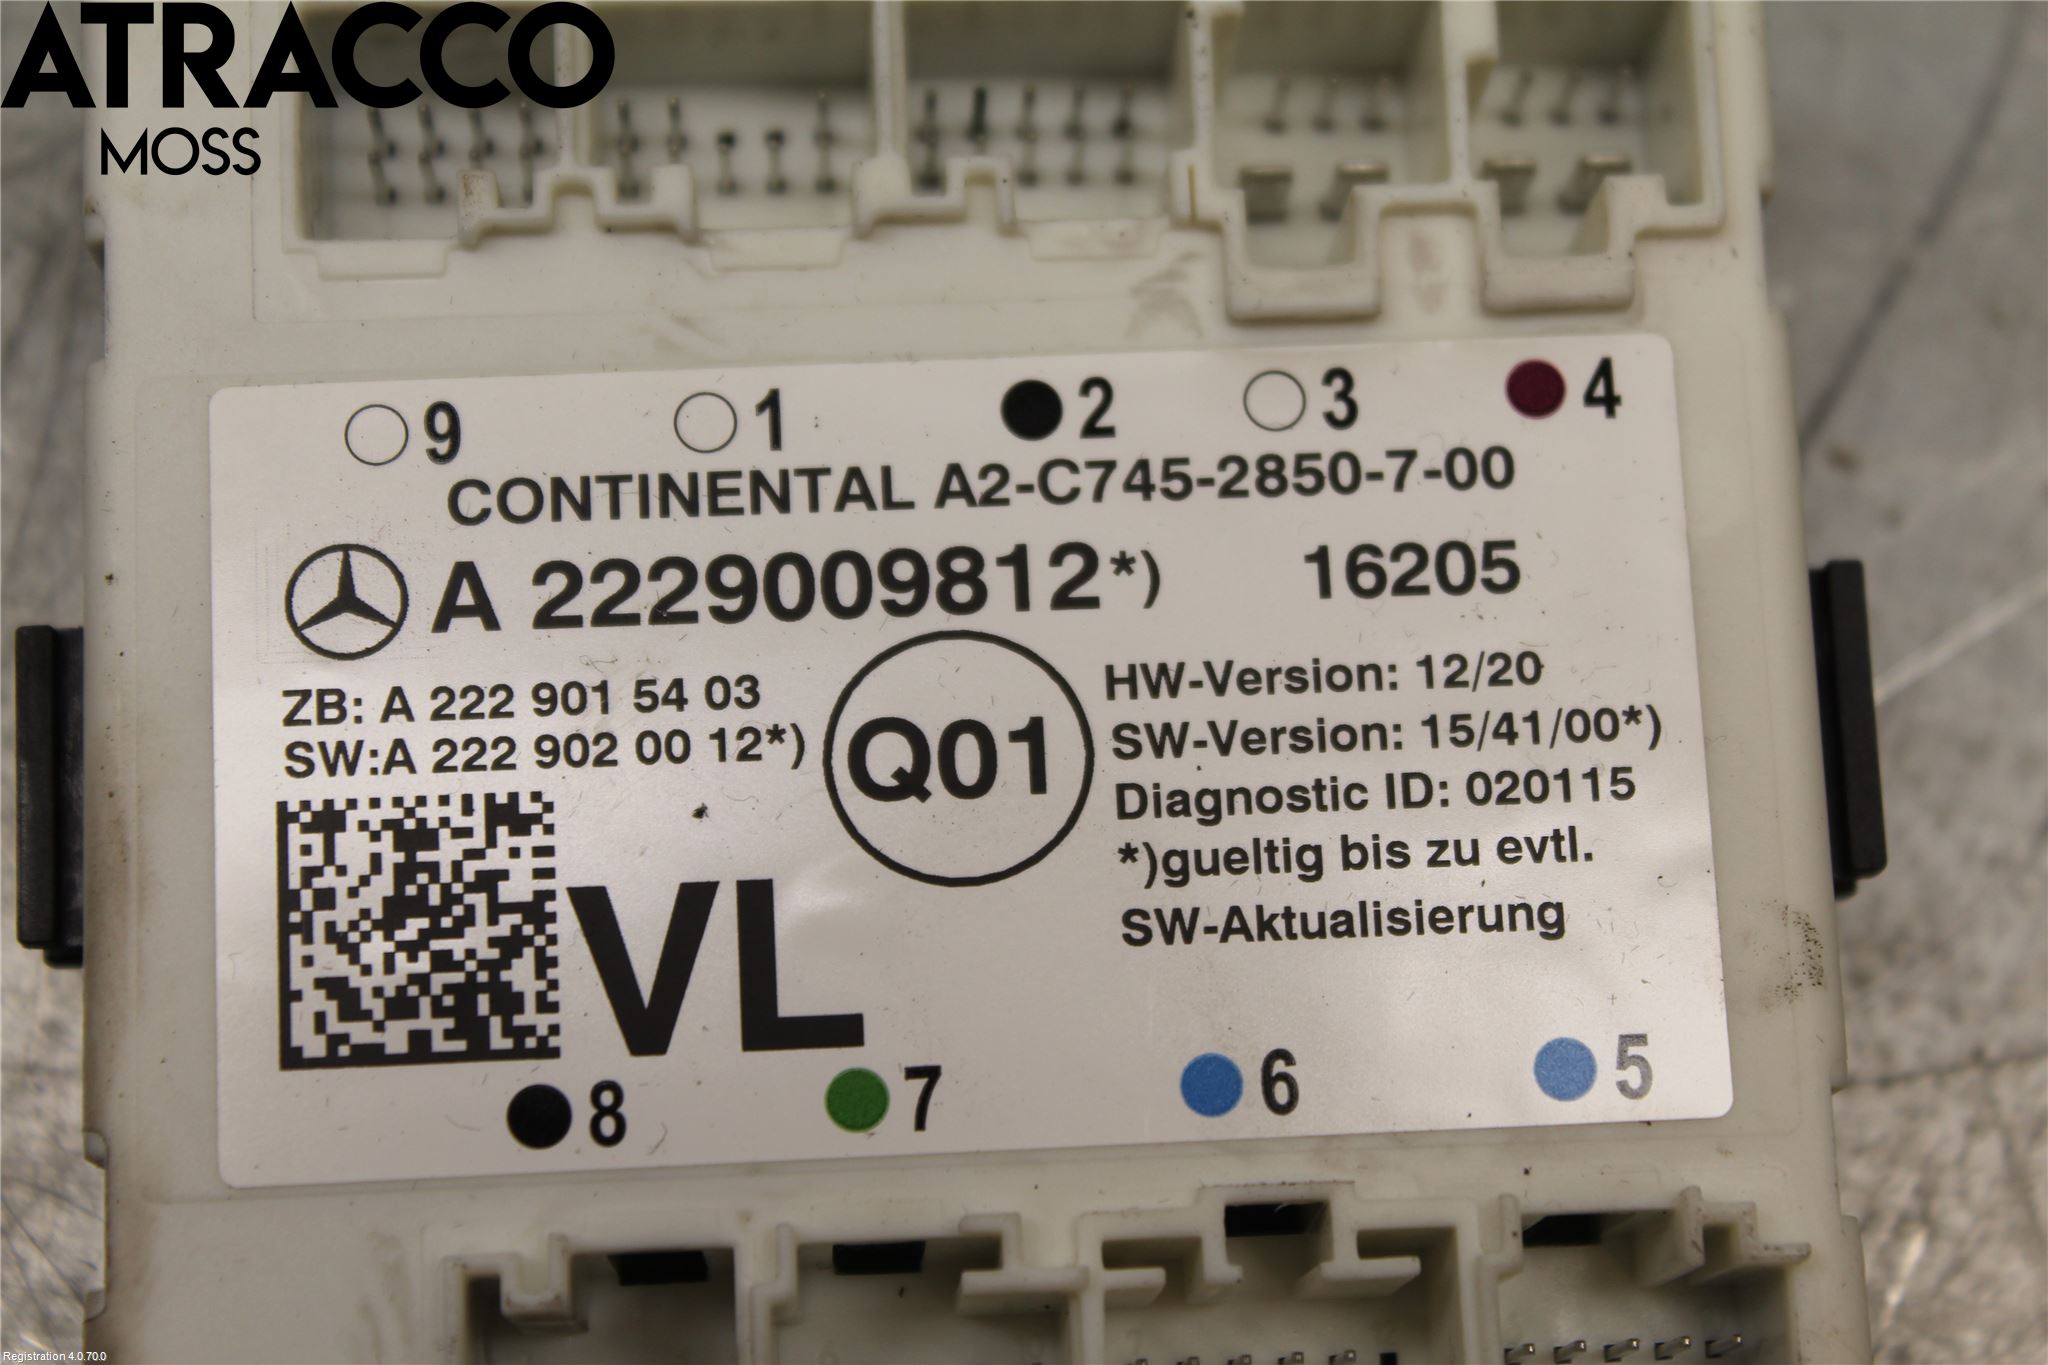 ATRACCO
MOSS
9 1 2 3 4
CONTINENTAL A2-C745-2850-7-00
A 2229009812*) 16205
ZB: A 222 901 54 03
SW:A 222 902 00 12*)
Q01
HW-Version: 12/20
SW-Version: 15/41/00*)
Diagnostic ID: 020115
*)gueltig bis zu evtl.
SW-Aktualisierung
VL
8 7 6 5
Registration 4.0.70.0